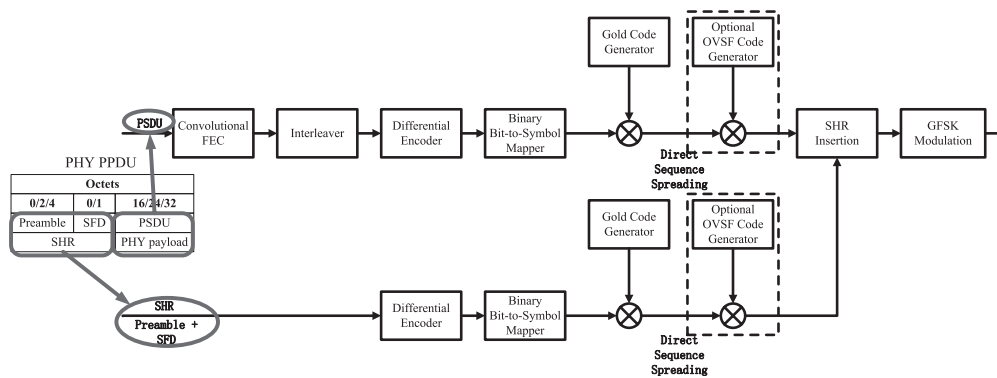 Gold Code
Generator
Optional
OVSF Code
Generator
PSDU
Convolutional
FEC
Interleaver
Differential
Encoder
Binary
Bit-to-Symbol
Mapper
SHR
Insertion
GFSK
Modulation
Direct
Sequence
Spreading
PHY PPDU
Octets
0/2/4 0/1 16/24/32
Preamble SFD PSDU
SHR PHY payload
Gold Code
Generator
Optional
OVSF Code
Generator
SHR
Preamble +
SFD
Differential
Encoder
Binary
Bit-to-Symbol
Mapper
Direct
Sequence
Spreading